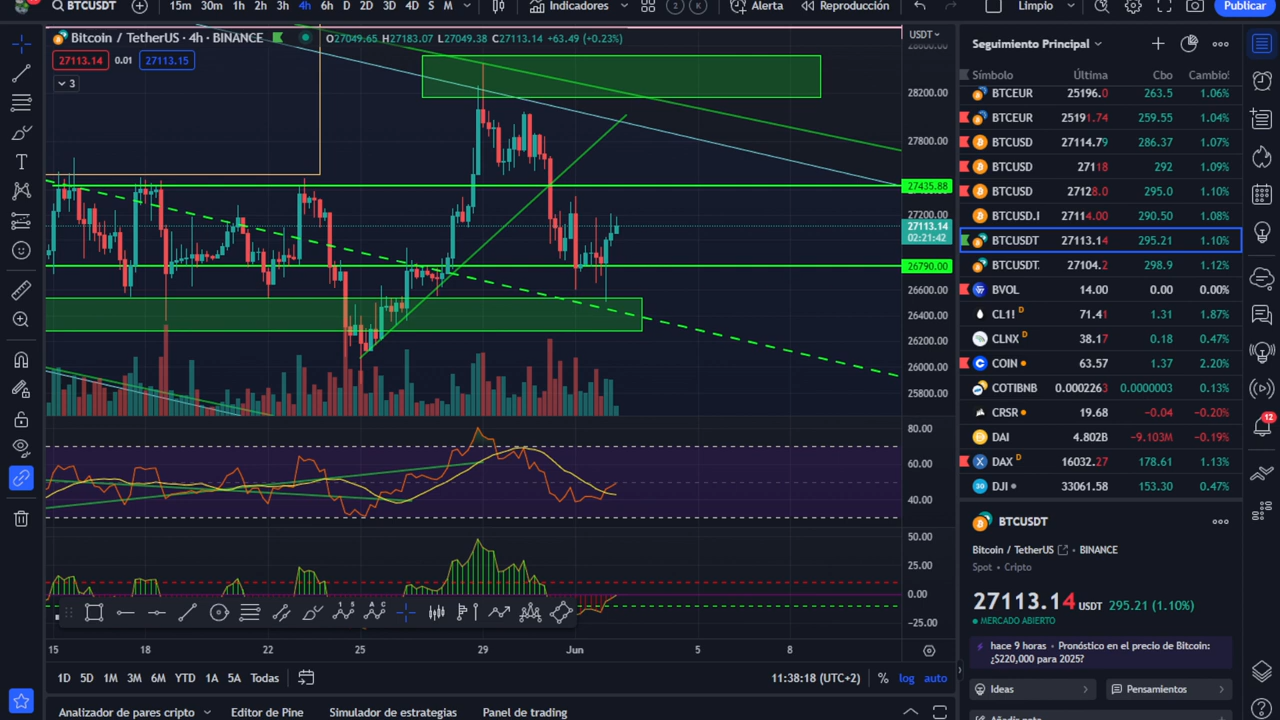 BTCUSDT 15m 30m 1h 2h 3h 4h 6h D 2D 3D 4D S M Indicadores 2 K Alerta Reproducción Limpio Publicar
Bitcoin / TetherUS · 4h · BINANCE O27049.65 H27183.07 L27049.38 C27113.14 +63.49 (+0.23%) USDT
27113.14 0.01 27113.15
3
28200.00
27800.00
27435.88
27200.00
27113.14
02:21:42
26790.00
26600.00
26400.00
26200.00
26000.00
25800.00
80.00
60.00
40.00
50.00
25.00
0.00
−25.00
15 18 22 25 29 Jun 5 8
1D 5D 1M 3M 6M YTD 1A 5A Todas 11:38:18 (UTC+2) % log auto
Analizador de pares cripto Editor de Pine Simulador de estrategias Panel de trading
Seguimiento Principal
Símbolo Última Cbo Cambio%
BTCEUR 25196.0 263.5 1.06%
BTCEUR 25191.74 259.55 1.04%
BTCUSD 27114.79 286.37 1.07%
BTCUSD 27118 292 1.09%
BTCUSD 27128.0 295.0 1.10%
BTCUSD.I 27114.00 290.50 1.08%
BTCUSDT 27113.14 295.21 1.10%
BTCUSDT. 27104.2 298.9 1.12%
BVOL 14.00 0.00 0.00%
CL1! D 71.41 1.31 1.87%
CLNX D 38.17 0.18 0.47%
COIN 63.57 1.37 2.20%
COTIBNB 0.0002263 0.0000003 0.13%
CRSR 19.68 −0.04 −0.20%
DAI 4.802B −9.103M −0.19%
DAX D 16032.27 178.61 1.13%
DJI 33061.58 153.30 0.47%
BTCUSDT
Bitcoin / TetherUS · BINANCE
Spot · Cripto
27113.14 USDT 295.21 (1.10%)
MERCADO ABIERTO
hace 9 horas · Pronóstico en el precio de Bitcoin:
¿$220,000 para 2025?
Ideas Pensamientos
12